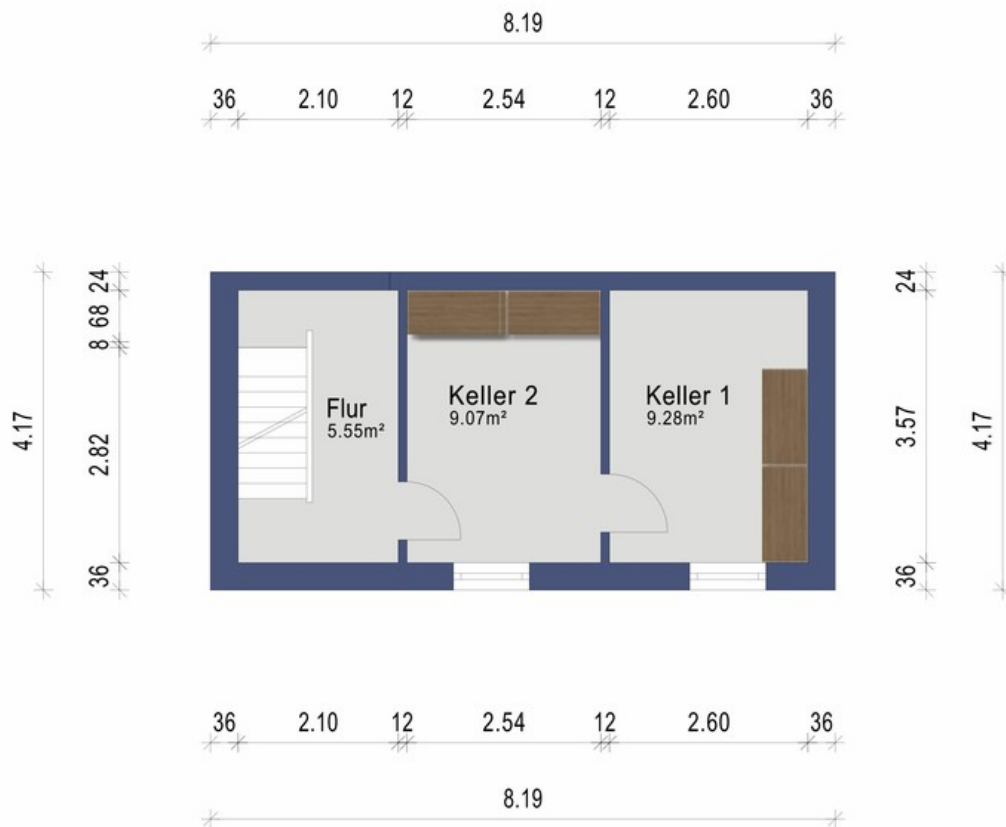 8.19
36 2.10 12 2.54 12 2.60 36
24
68
8
2.82
36
4.17
Flur
5.55m²
Keller 2
9.07m²
Keller 1
9.28m²
24
3.57
36
4.17
36 2.10 12 2.54 12 2.60 36
8.19